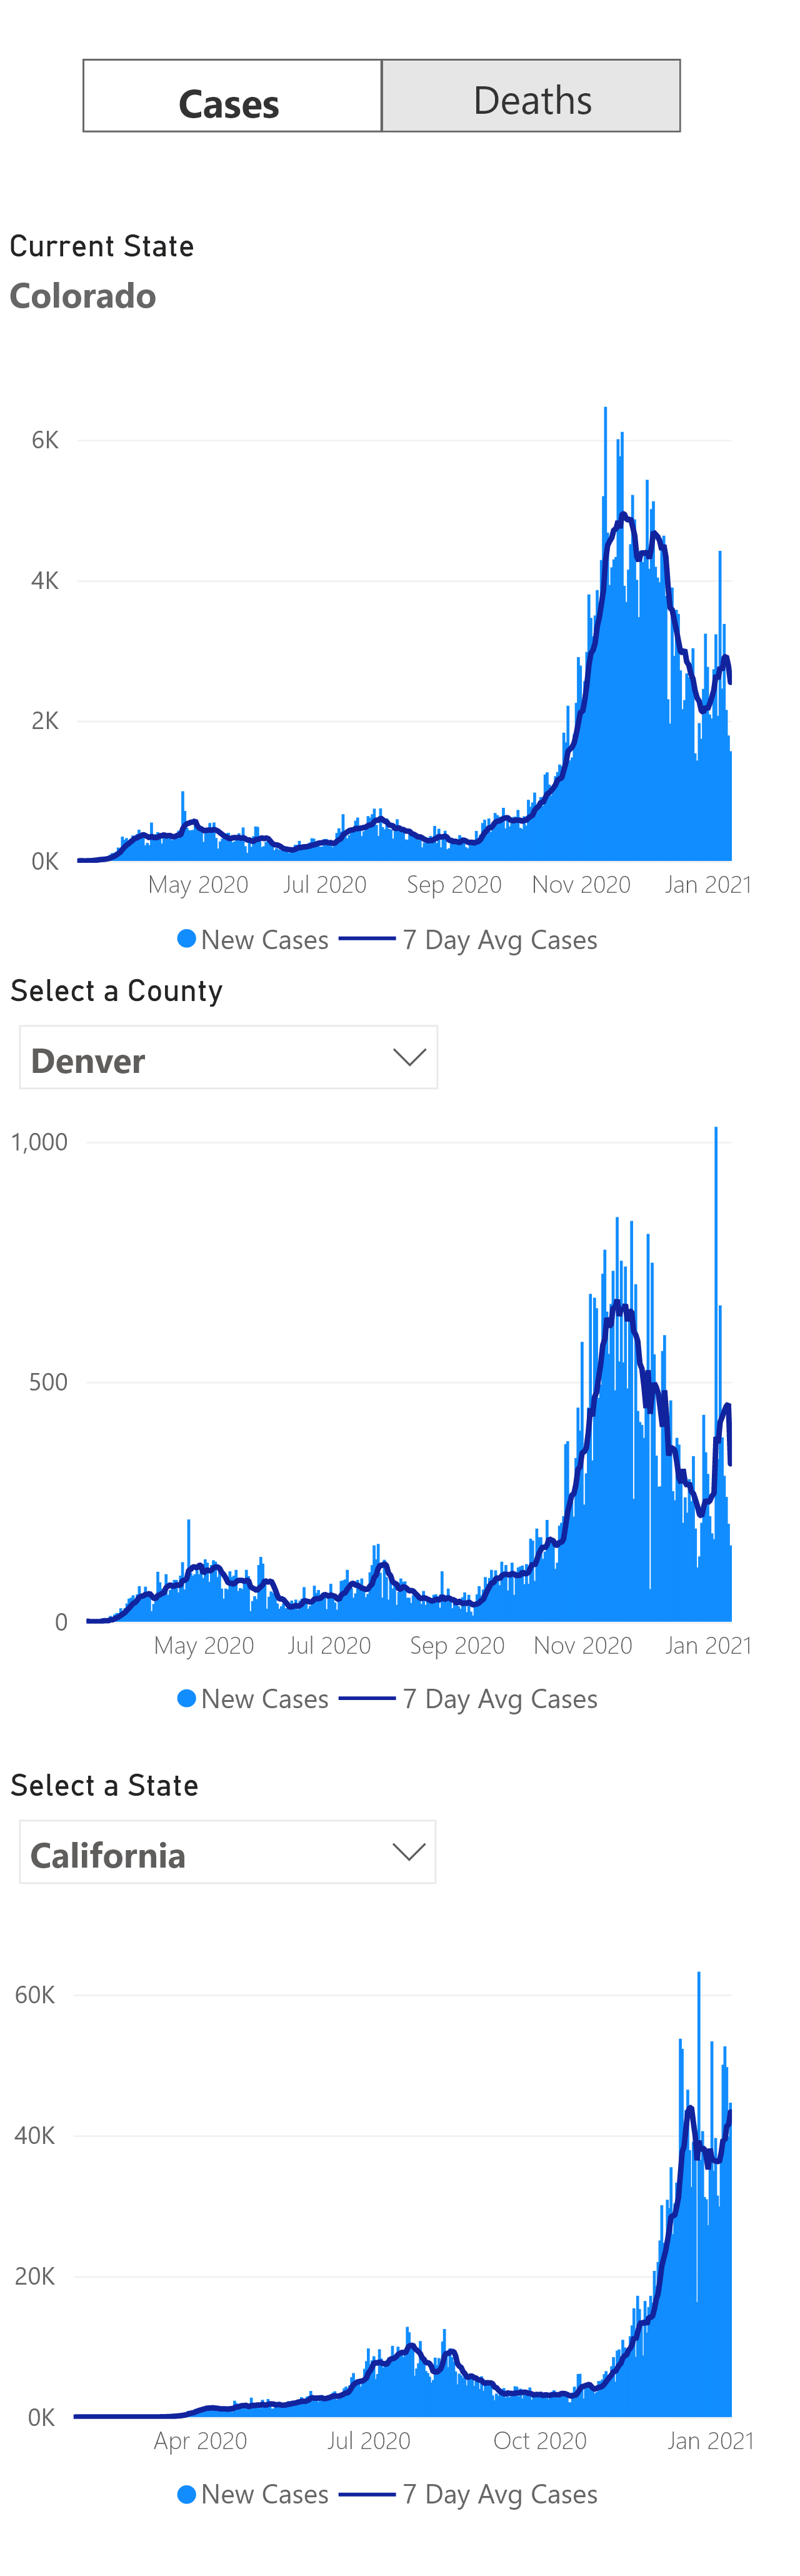 Cases Deaths
Current State
Colorado
6K
4K
2K
0K
May 2020 Jul 2020 Sep 2020 Nov 2020 Jan 2021
New Cases 7 Day Avg Cases
Select a County
Denver
1,000
500
0
May 2020 Jul 2020 Sep 2020 Nov 2020 Jan 2021
New Cases 7 Day Avg Cases
Select a State
California
60K
40K
20K
0K
Apr 2020 Jul 2020 Oct 2020 Jan 2021
New Cases 7 Day Avg Cases